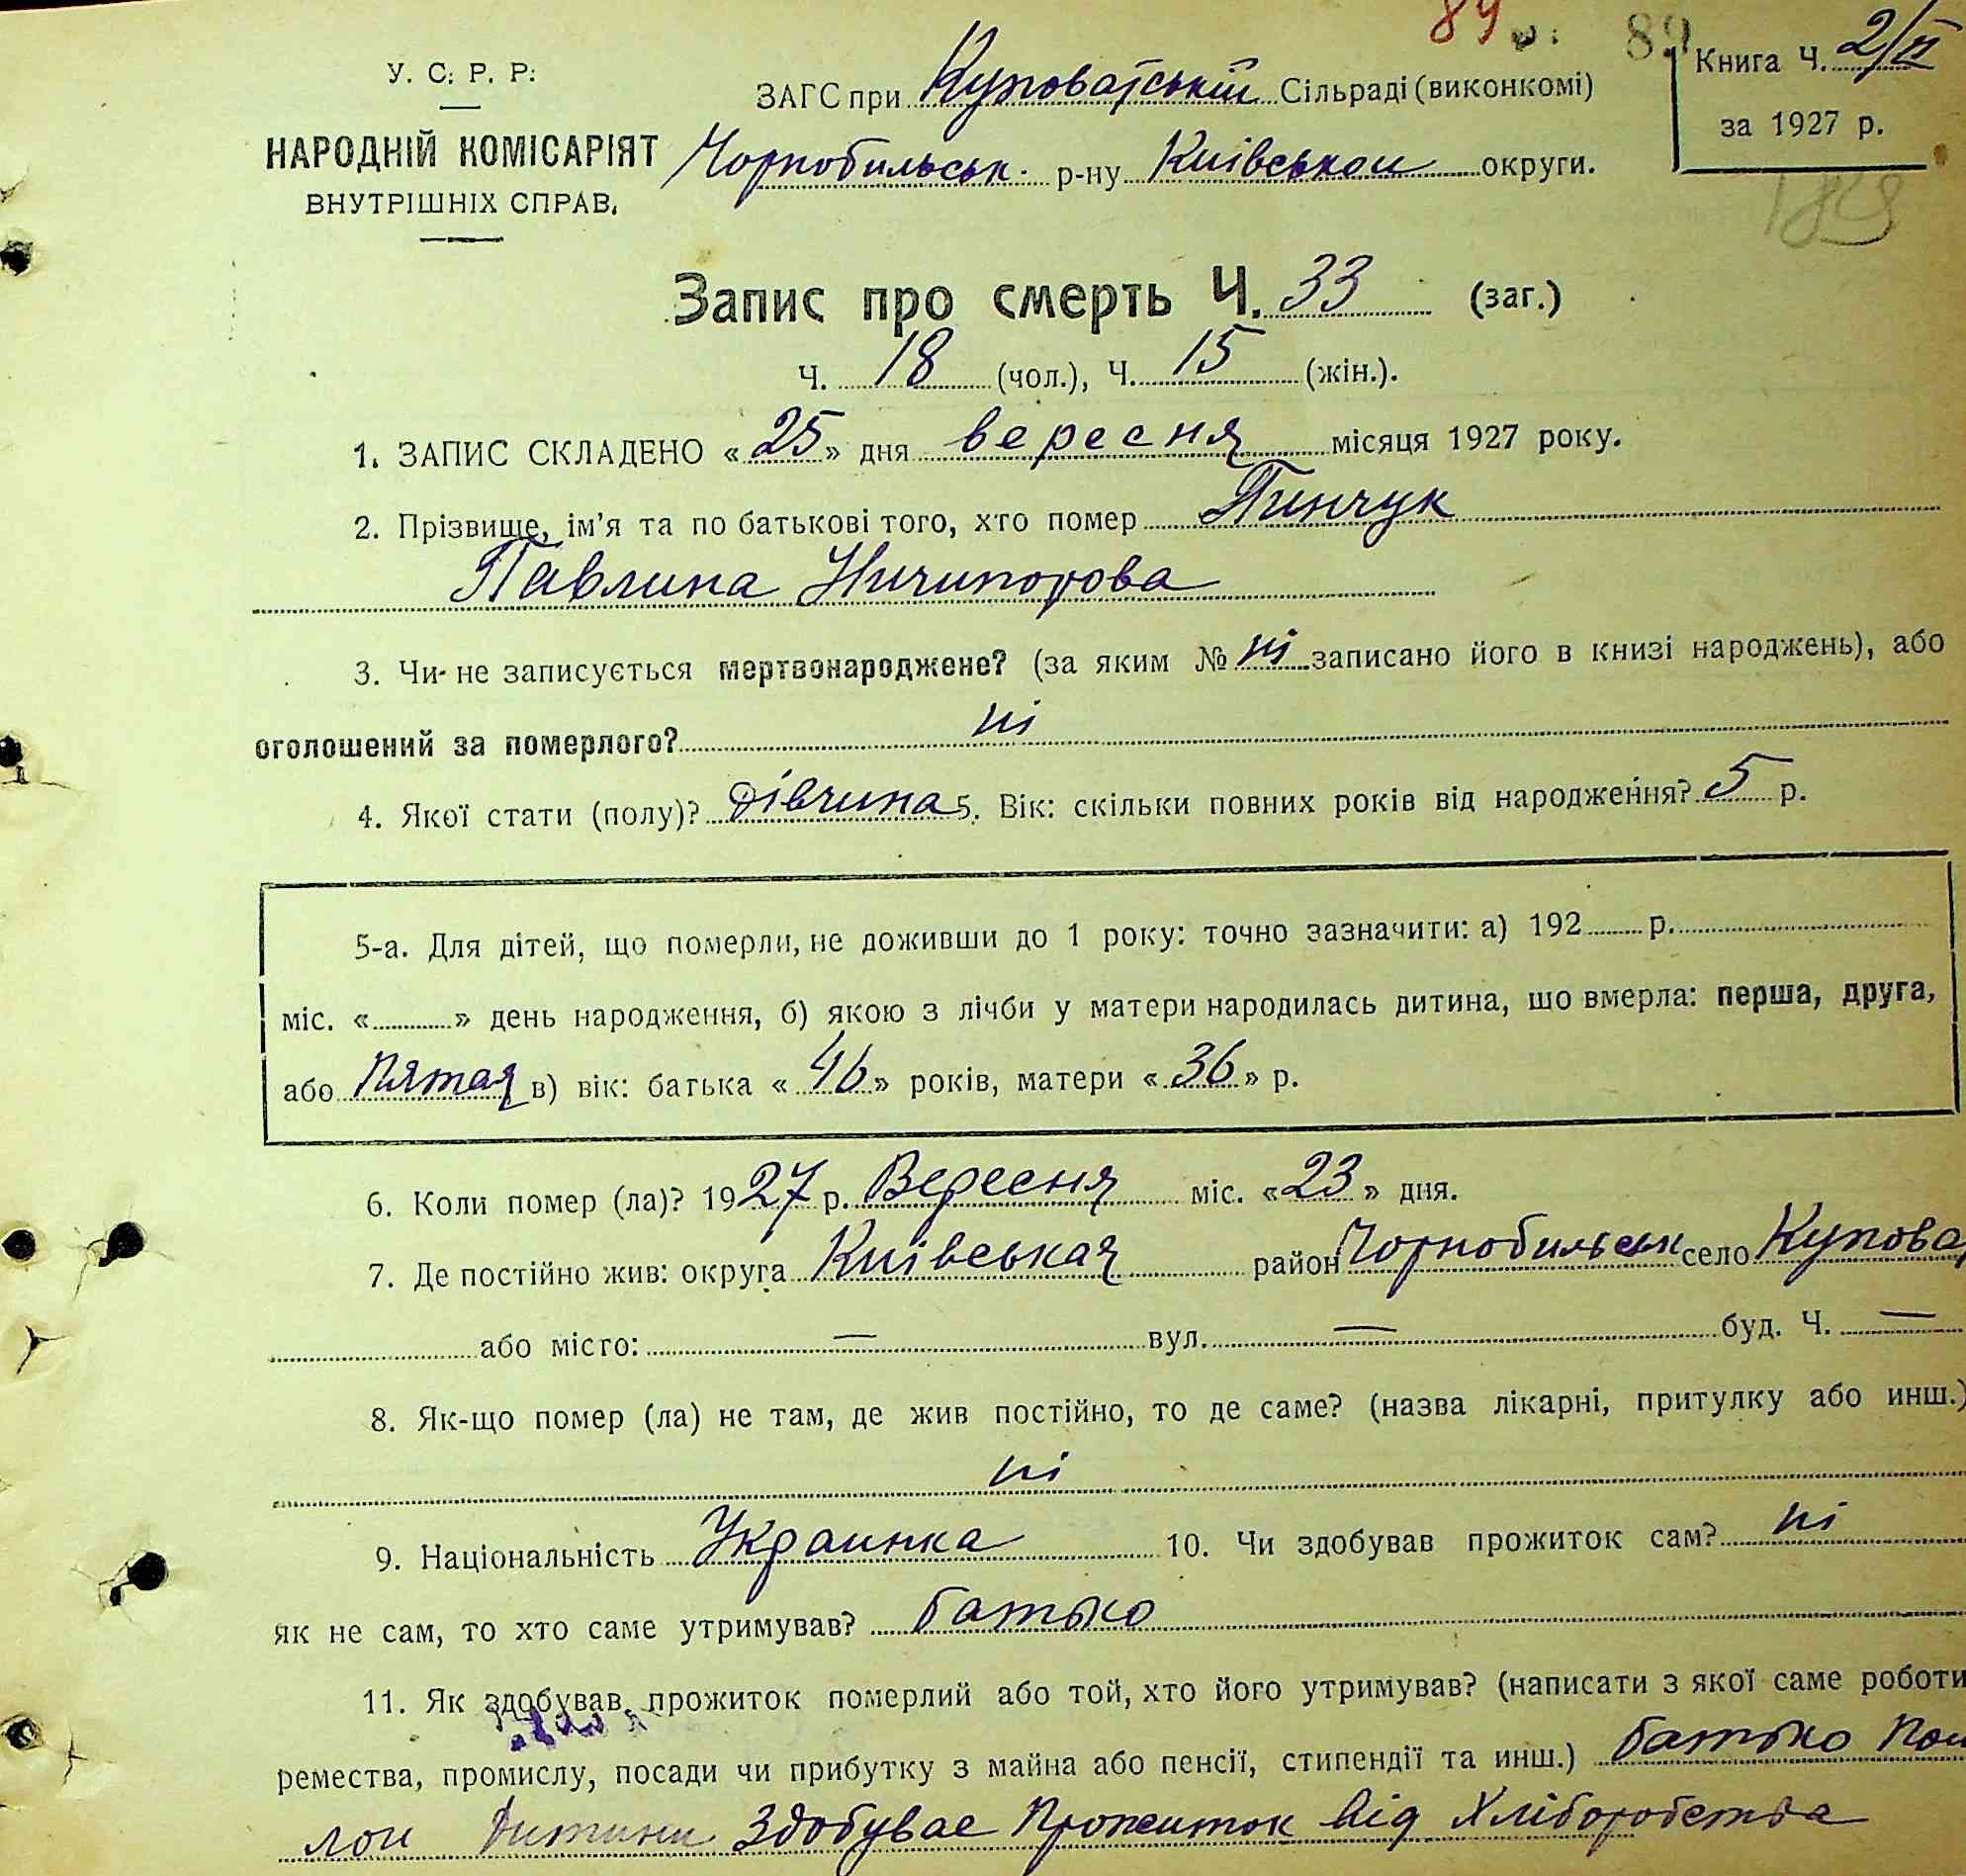 89 89
У. С. Р. Р.
ЗАГС при Куповатській Сільраді (виконкомі)
Книга Ч. 2/ІІ
за 1927 р.
НАРОДНІЙ КОМІСАРІЯТ
ВНУТРІШНІХ СПРАВ.
Чорнобильськ. р-ну Київськои округи.
189
Запис про смерть Ч. 33 (заг.)
Ч. 18 (чол.), Ч. 15 (жін.).
1. ЗАПИС СКЛАДЕНО «25» дня вересня місяця 1927 року.
2. Прізвище, ім'я та по батькові того, хто помер Пинчук
Павлина Ничипорова
3. Чи не записується мертвонароджене? (за яким № ні записано його в книзі народжень), або
оголошений за померлого? ні
4. Якої стати (полу)? дівчина 5. Вік: скільки повних років від народження? 5 р.
5-а. Для дітей, що померли, не доживши до 1 року: точно зазначити: а) 192 р.
міс. « » день народження, б) якою з лічби у матери народилась дитина, шо вмерла: перша, друга,
або пятая в) вік: батька «46» років, матери «36» р.
6. Коли помер (ла)? 1927 р. Вересня міс. «23» дня.
7. Де постійно жив: округа Київськая район Чорнобильськ село Купова
або місто: — вул. — буд. Ч. —
8. Як-що помер (ла) не там, де жив постійно, то де саме? (назва лікарні, притулку або инш.)
ні
9. Національність Украинка 10. Чи здобував прожиток сам? ні
як не сам, то хто саме утримував? батько
11. Як здобував прожиток померлий або той, хто його утримував? (написати з якої саме роботи
ремества, промислу, посади чи прибутку з майна або пенсії, стипендії та инш.) батько
лои дитини здобувае прожиток від хліборобства